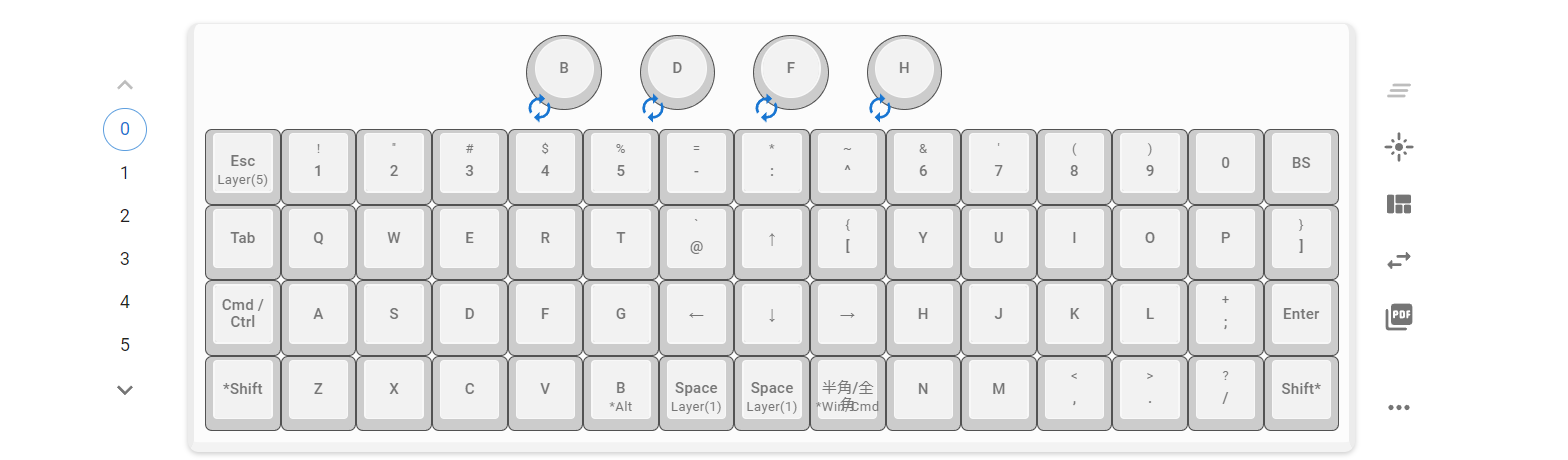 B D F H
0
1
2
3
4
5
! " # $ % = * ~ & ' ( )
Esc 1 2 3 4 5 - : ^ 6 7 8 9 0 BS
Layer(5)
` { }
Tab Q W E R T @ ↑ [ Y U I O P ]
+
Cmd / Ctrl A S D F G ← ↓ → H J K L ; Enter
< > ?
*Shift Z X C V B Space Space 半角/全角 N M , . / Shift*
*Alt Layer(1) Layer(1) *Win/Cmd
PDF